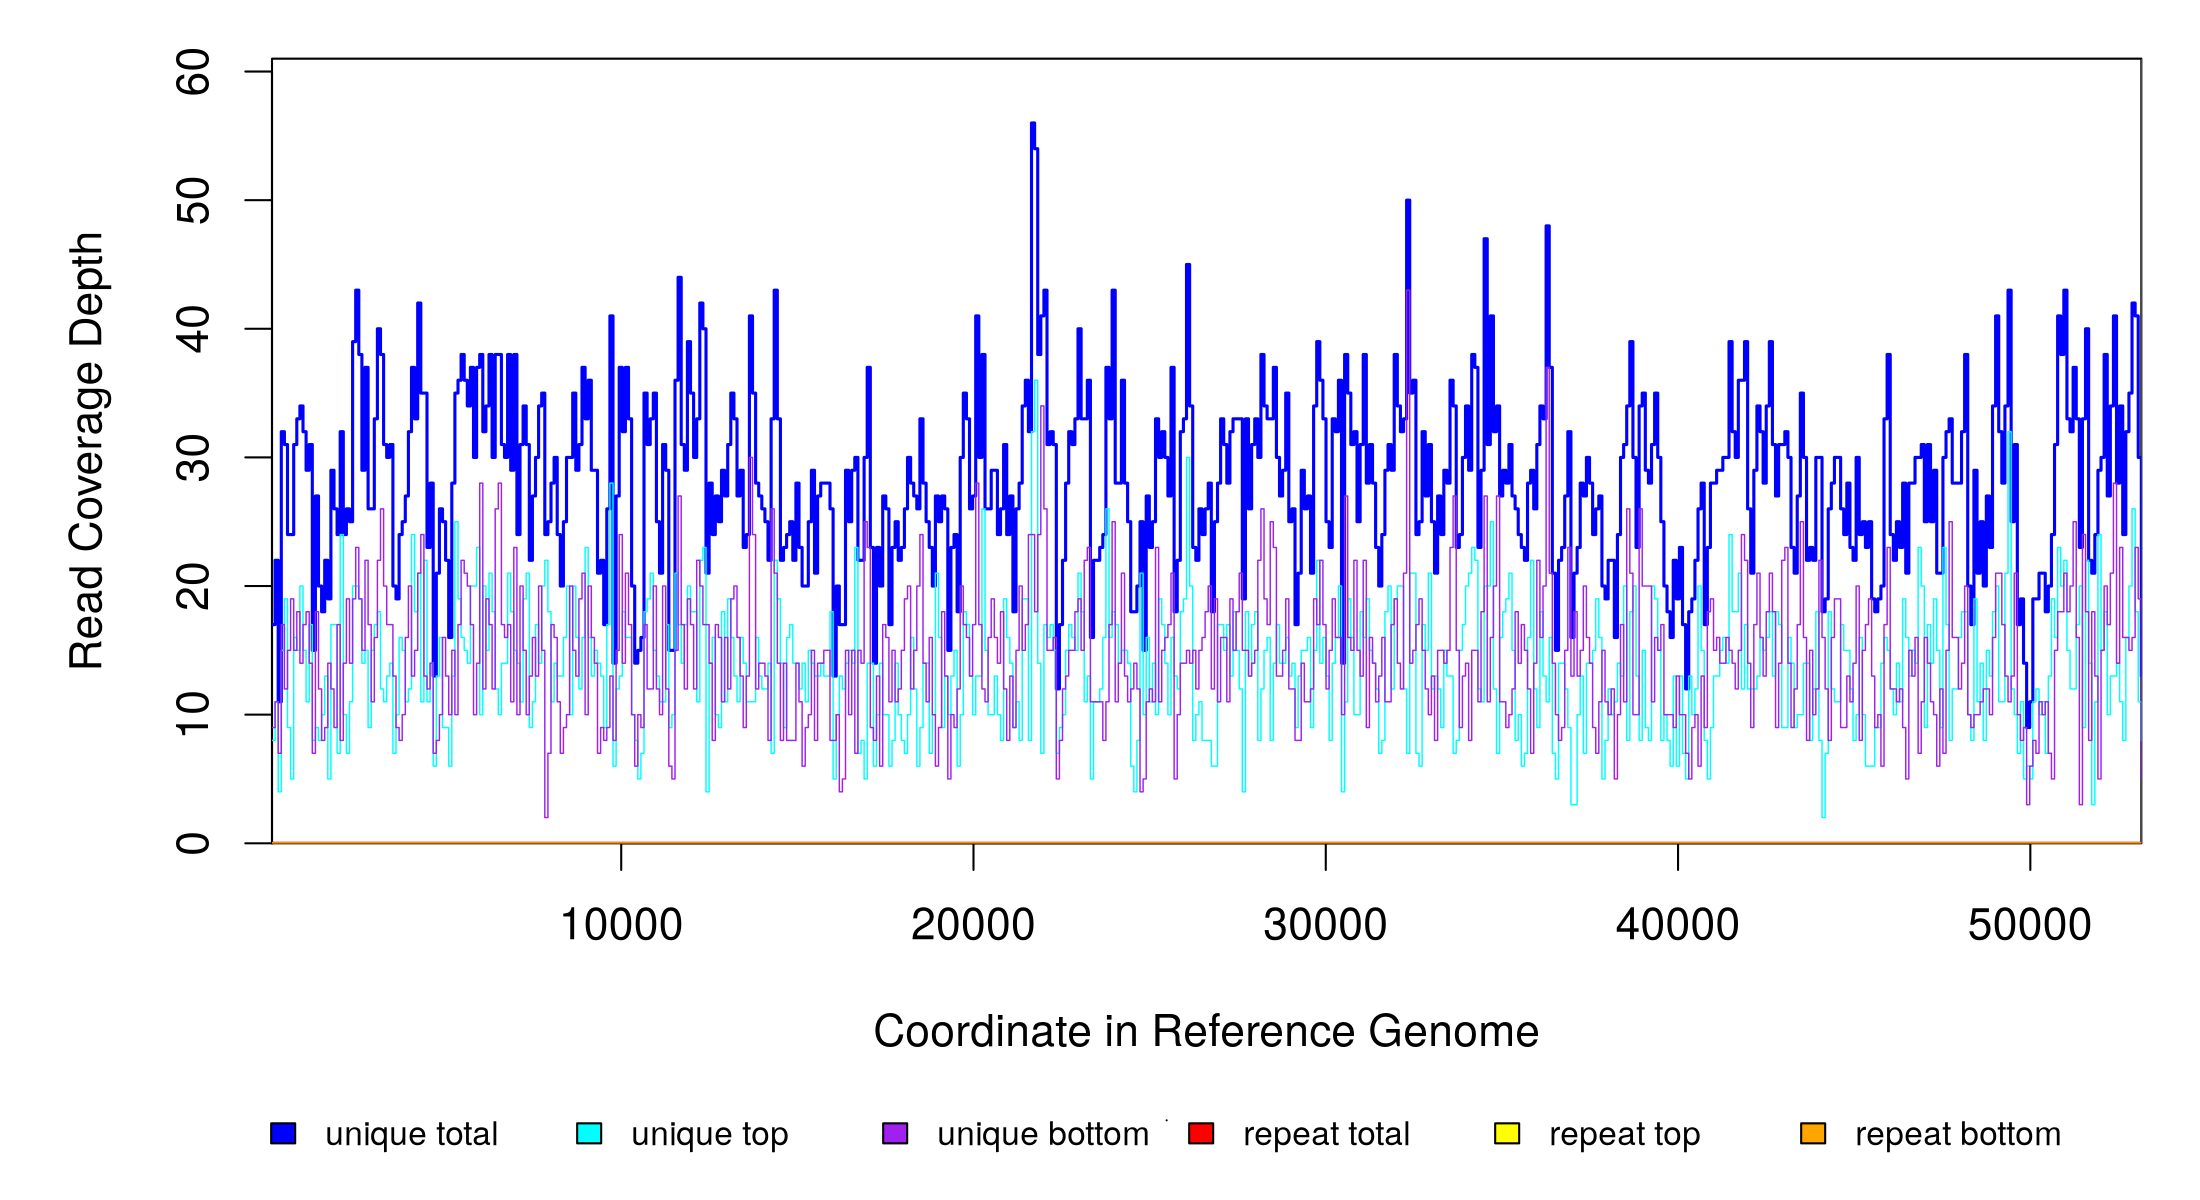 Read Coverage Depth
60
50
40
30
20
10
0
10000 20000 30000 40000 50000
Coordinate in Reference Genome
unique total unique top unique bottom repeat total repeat top repeat bottom